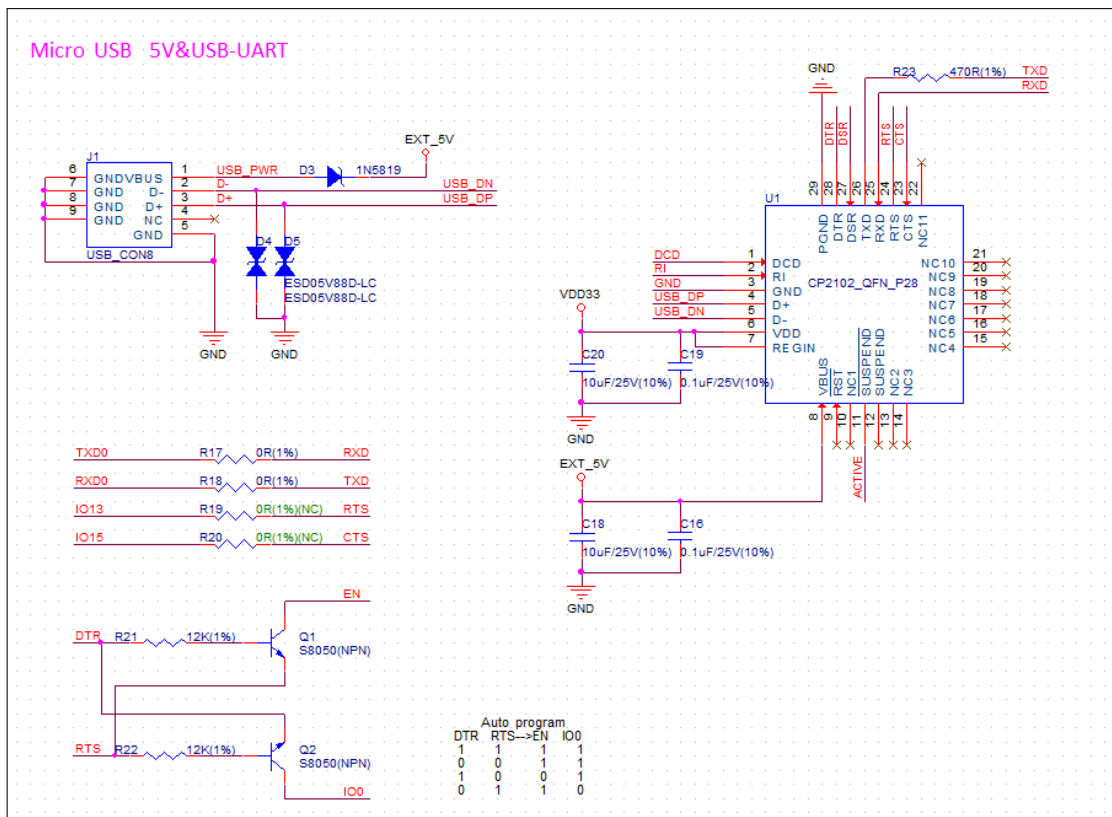 Micro USB 5V&USB-UART
J1
6 GND VBUS 1 USB_PWR D3 1N5819 EXT_5V
7 GND D- 2 D- USB_DN
8 GND D+ 3 D+ USB_DP
9 GND NC 4
GND 5
USB_CON8
D4 D5
ESD05V88D-LC
ESD05V88D-LC
GND GND
GND R23 470R(1%) TXD
RXD
DTR DSR RTS CTS
29 28 27 26 25 24 23 22
U1
PGND DTR DSR TXD RXD RTS CTS NC11
CP2102_QFN_P28
DCD 1 DCD NC10 21
RI 2 RI NC9 20
GND 3 GND NC8 19
USB_DP 4 D+ NC7 18
USB_DN 5 D- NC6 17
6 VDD NC5 16
7 REGIN NC4 15
VBUS RST NC1 SUSPEND SUSPEND NC2 NC3
8 9 10 11 12 13 14
ACTIVE
VDD33
C20 C19
10uF/25V(10%) 0.1uF/25V(10%)
GND
EXT_5V
C18 C16
10uF/25V(10%) 0.1uF/25V(10%)
GND
TXD0 R17 0R(1%) RXD
RXD0 R18 0R(1%) TXD
IO13 R19 0R(1%)(NC) RTS
IO15 R20 0R(1%)(NC) CTS
EN
DTR R21 12K(1%) Q1
S8050(NPN)
RTS R22 12K(1%) Q2
S8050(NPN)
IO0
Auto program
DTR RTS-->EN IO0
1 1 1 1
0 0 1 1
1 0 0 1
0 1 1 0